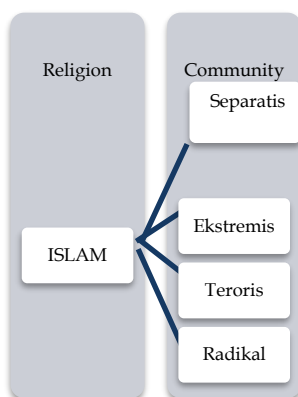 Religion
Community
Separatis
Ekstremis
ISLAM
Teroris
Radikal